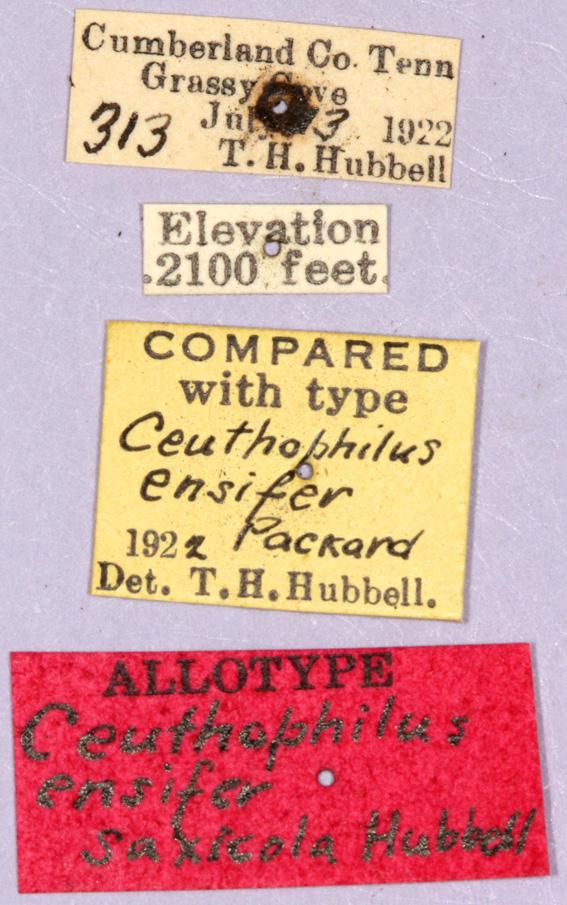 Cumberland Co. Tenn
Grassy Cove
July 3 1922
313 T. H. Hubbell
Elevation
2100 feet.
COMPARED
with type
Ceuthophilus
ensifer
1922 Packard
Det. T. H. Hubbell.
ALLOTYPE
Ceuthophilus
ensifer
saxicola Hubbell